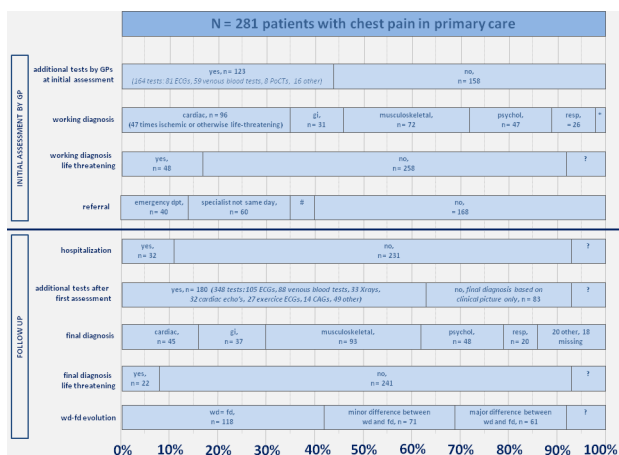 N = 281 patients with chest pain in primary care
INITIAL ASSESSMENT BY GP
additional tests by GPs
at initial assessment
yes, n= 123
(164 tests: 81 ECGs, 59 venous blood tests, 8 PoCTs, 16 other)
no,
n= 158
working diagnosis
cardiac, n= 96
(47 times ischemic or otherwise life-threatening)
gi,
n= 31
musculoskeletal,
n= 72
psychol,
n= 47
resp,
= 26
*
working diagnosis
life threatening
yes,
n= 48
no,
n= 258
?
referral
emergency dpt,
n= 40
specialist not same day,
n= 60
#
no,
= 168
FOLLOW UP
hospitalization
yes,
n= 32
no,
n= 231
?
additional tests after
first assessment
yes, n= 180 (348 tests:105 ECGs, 88 venous blood tests, 33 Xrays,
32 cardiac echo's, 27 exercice ECGs, 14 CAGs, 49 other)
no, final diagnosis based on
clinical picture only, n= 83
?
final diagnosis
cardiac,
n= 45
gi,
n= 37
musculoskeletal,
n= 93
psychol,
n= 48
resp,
n= 20
20 other, 18
missing
final diagnosis
life threatening
yes,
n= 22
no,
n= 241
?
wd-fd evolution
wd= fd,
n= 118
minor difference between
wd and fd, n= 71
major difference between
wd and fd, n= 61
?
0% 10% 20% 30% 40% 50% 60% 70% 80% 90% 100%